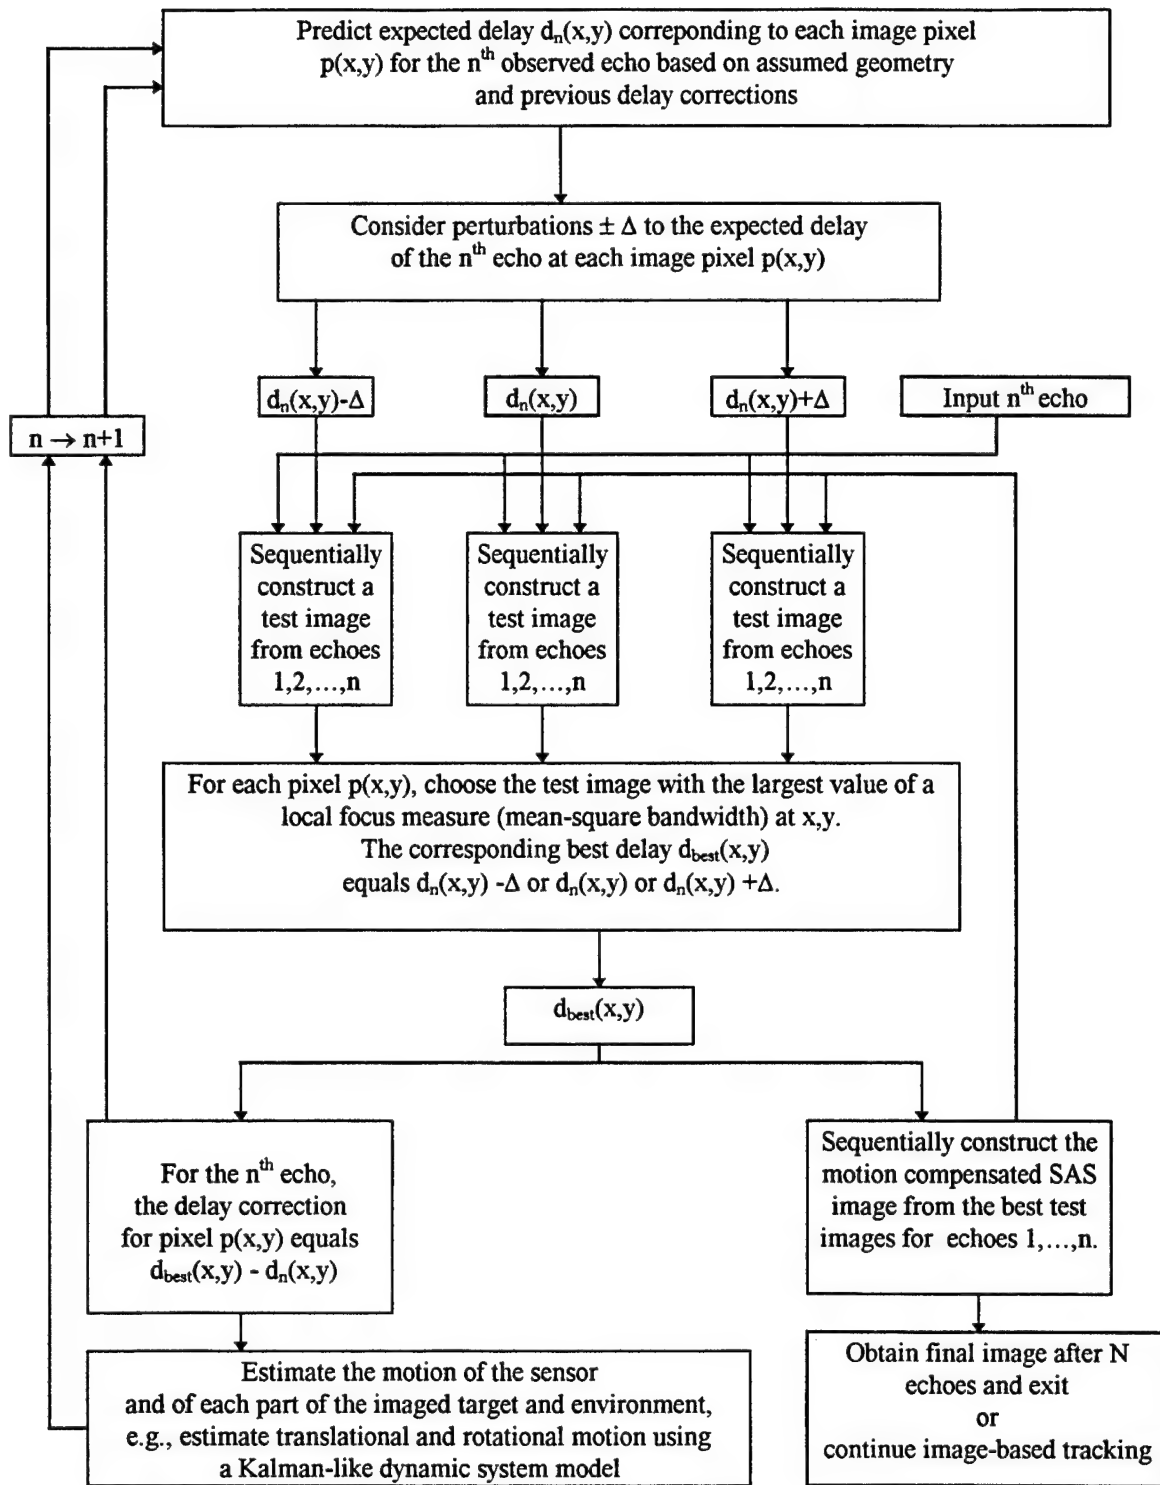 Predict expected delay dₙ(x,y) correponding to each image pixel
p(x,y) for the nᵗʰ observed echo based on assumed geometry
and previous delay corrections
Consider perturbations ± Δ to the expected delay
of the nᵗʰ echo at each image pixel p(x,y)
dₙ(x,y)-Δ
dₙ(x,y)
dₙ(x,y)+Δ
Input nᵗʰ echo
n → n+1
Sequentially
construct a
test image
from echoes
1,2,…,n
Sequentially
construct a
test image
from echoes
1,2,…,n
Sequentially
construct a
test image
from echoes
1,2,…,n
For each pixel p(x,y), choose the test image with the largest value of a
local focus measure (mean-square bandwidth) at x,y.
The corresponding best delay d_best(x,y)
equals dₙ(x,y) -Δ or dₙ(x,y) or dₙ(x,y) +Δ.
d_best(x,y)
For the nᵗʰ echo,
the delay correction
for pixel p(x,y) equals
d_best(x,y) - dₙ(x,y)
Sequentially construct the
motion compensated SAS
image from the best test
images for echoes 1,…,n.
Estimate the motion of the sensor
and of each part of the imaged target and environment,
e.g., estimate translational and rotational motion using
a Kalman-like dynamic system model
Obtain final image after N
echoes and exit
or
continue image-based tracking